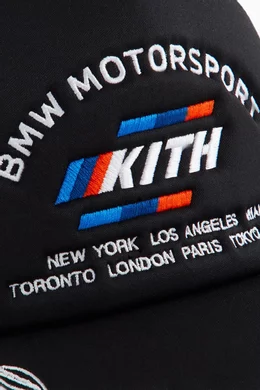 BMW MOTORSPORT
KITH
NEW YORK LOS ANGELES
TORONTO LONDON PARIS TOKYO